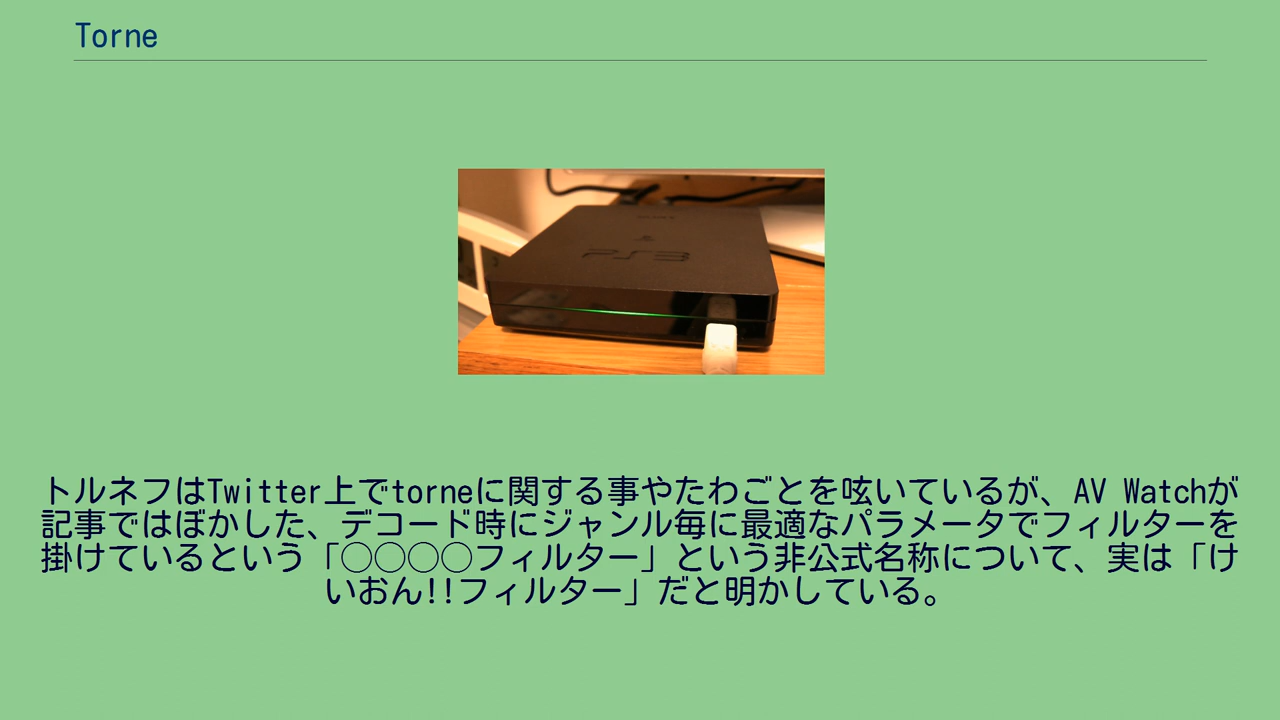 Torne
PS3
トルネフはTwitter上でtorneに関する事やたわごとを呟いているが、AV Watchが
記事ではぼかした、デコード時にジャンル毎に最適なパラメータでフィルターを
掛けているという「○○○○フィルター」という非公式名称について、実は「け
いおん!!フィルター」だと明かしている。